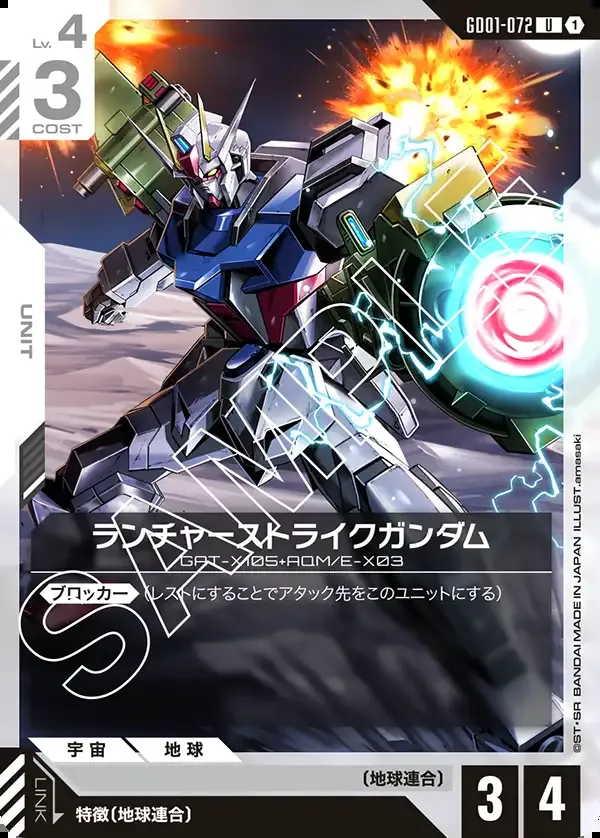 GD01-072 U 1
Lv. 4
3
COST
UNIT
SAMPLE
ランチャーストライクガンダム
GAT-X105+AQM/E-X03
ブロッカー (レストにすることでアタック先をこのユニットにする)
宇宙 地球
〔地球連合〕
LINK 特徴〔地球連合〕
3 4
©ST・SR BANDAI MADE IN JAPAN ILLUST.amasaki